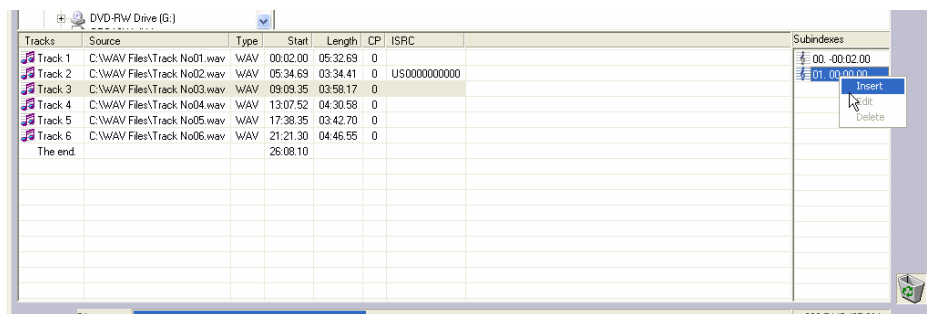 DVD-RW Drive (G:)
Tracks Source Type Start Length CP ISRC Subindexes
Track 1 C:\WAV Files\Track No01.wav WAV 00:02.00 05:32.69 0 00. -00:02.00
Track 2 C:\WAV Files\Track No02.wav WAV 05:34.69 03:34.41 0 US0000000000 01. 00:00.00
Track 3 C:\WAV Files\Track No03.wav WAV 09:09.35 03:58.17 0 Insert
Track 4 C:\WAV Files\Track No04.wav WAV 13:07.52 04:30.58 0 Edit
Track 5 C:\WAV Files\Track No05.wav WAV 17:38.35 03:42.70 0 Delete
Track 6 C:\WAV Files\Track No06.wav WAV 21:21.30 04:46.55 0
The end. 26:08.10